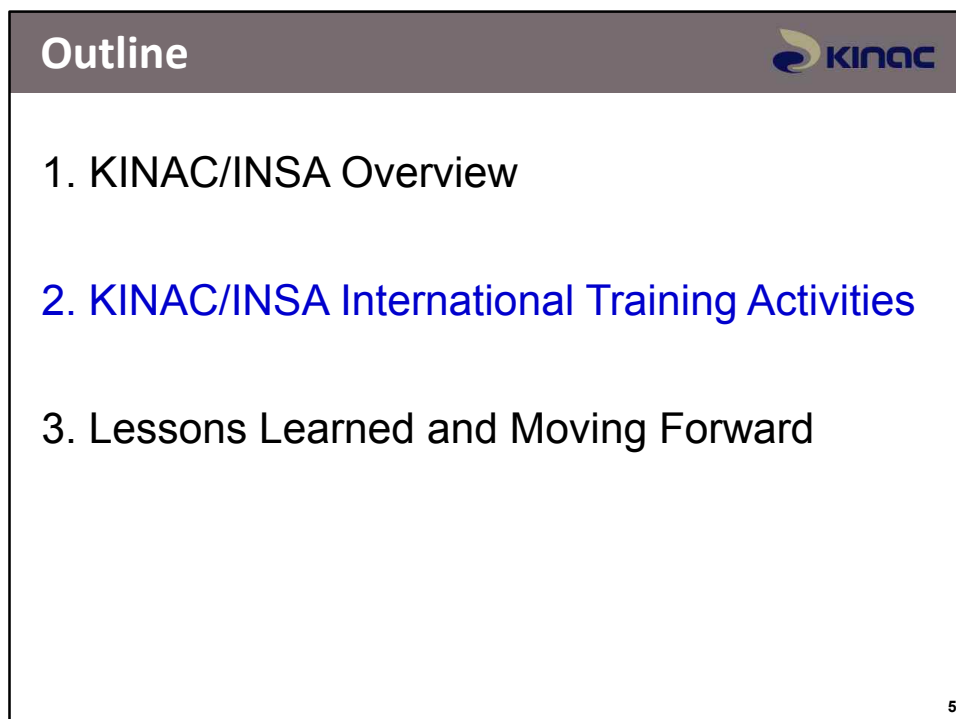 Outline
KINAC
1. KINAC/INSA Overview
2. KINAC/INSA International Training Activities
3. Lessons Learned and Moving Forward
5